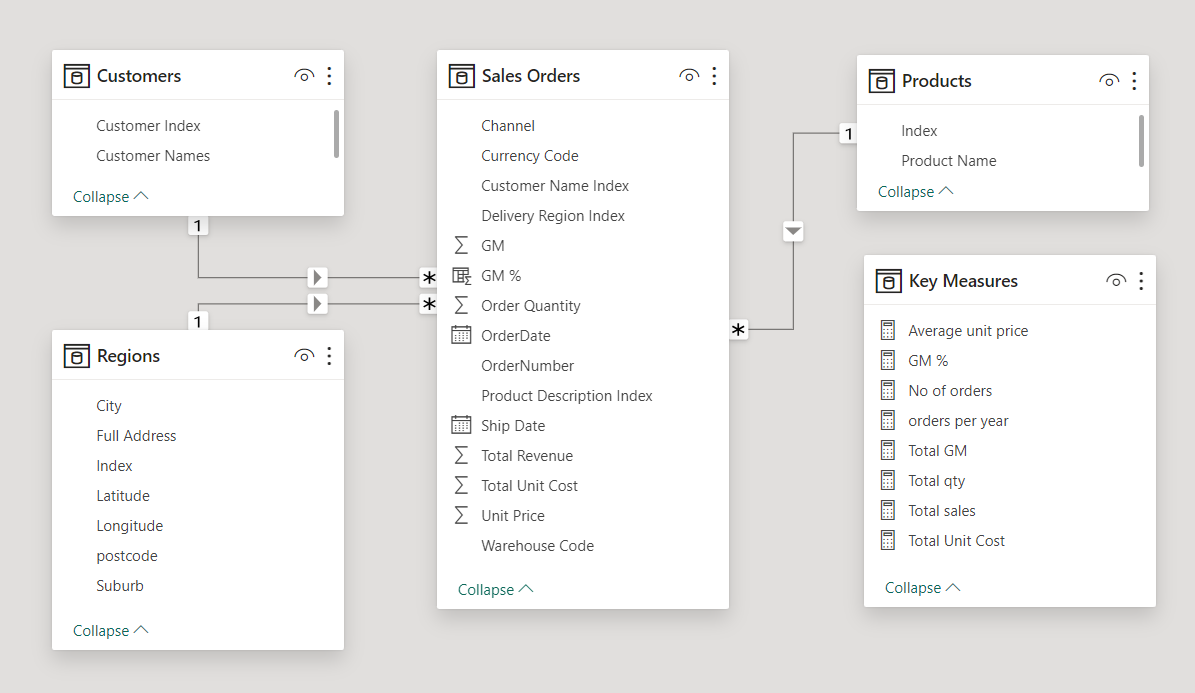 Customers
Customer Index
Customer Names
Collapse
1
*
Regions
1
*
City
Full Address
Index
Latitude
Longitude
postcode
Suburb
Collapse
Sales Orders
Channel
Currency Code
Customer Name Index
Delivery Region Index
Σ GM
GM %
Σ Order Quantity
OrderDate
OrderNumber
Product Description Index
Ship Date
Σ Total Revenue
Σ Total Unit Cost
Σ Unit Price
Warehouse Code
Collapse
*
1
Products
Index
Product Name
Collapse
Key Measures
Average unit price
GM %
No of orders
orders per year
Total GM
Total qty
Total sales
Total Unit Cost
Collapse